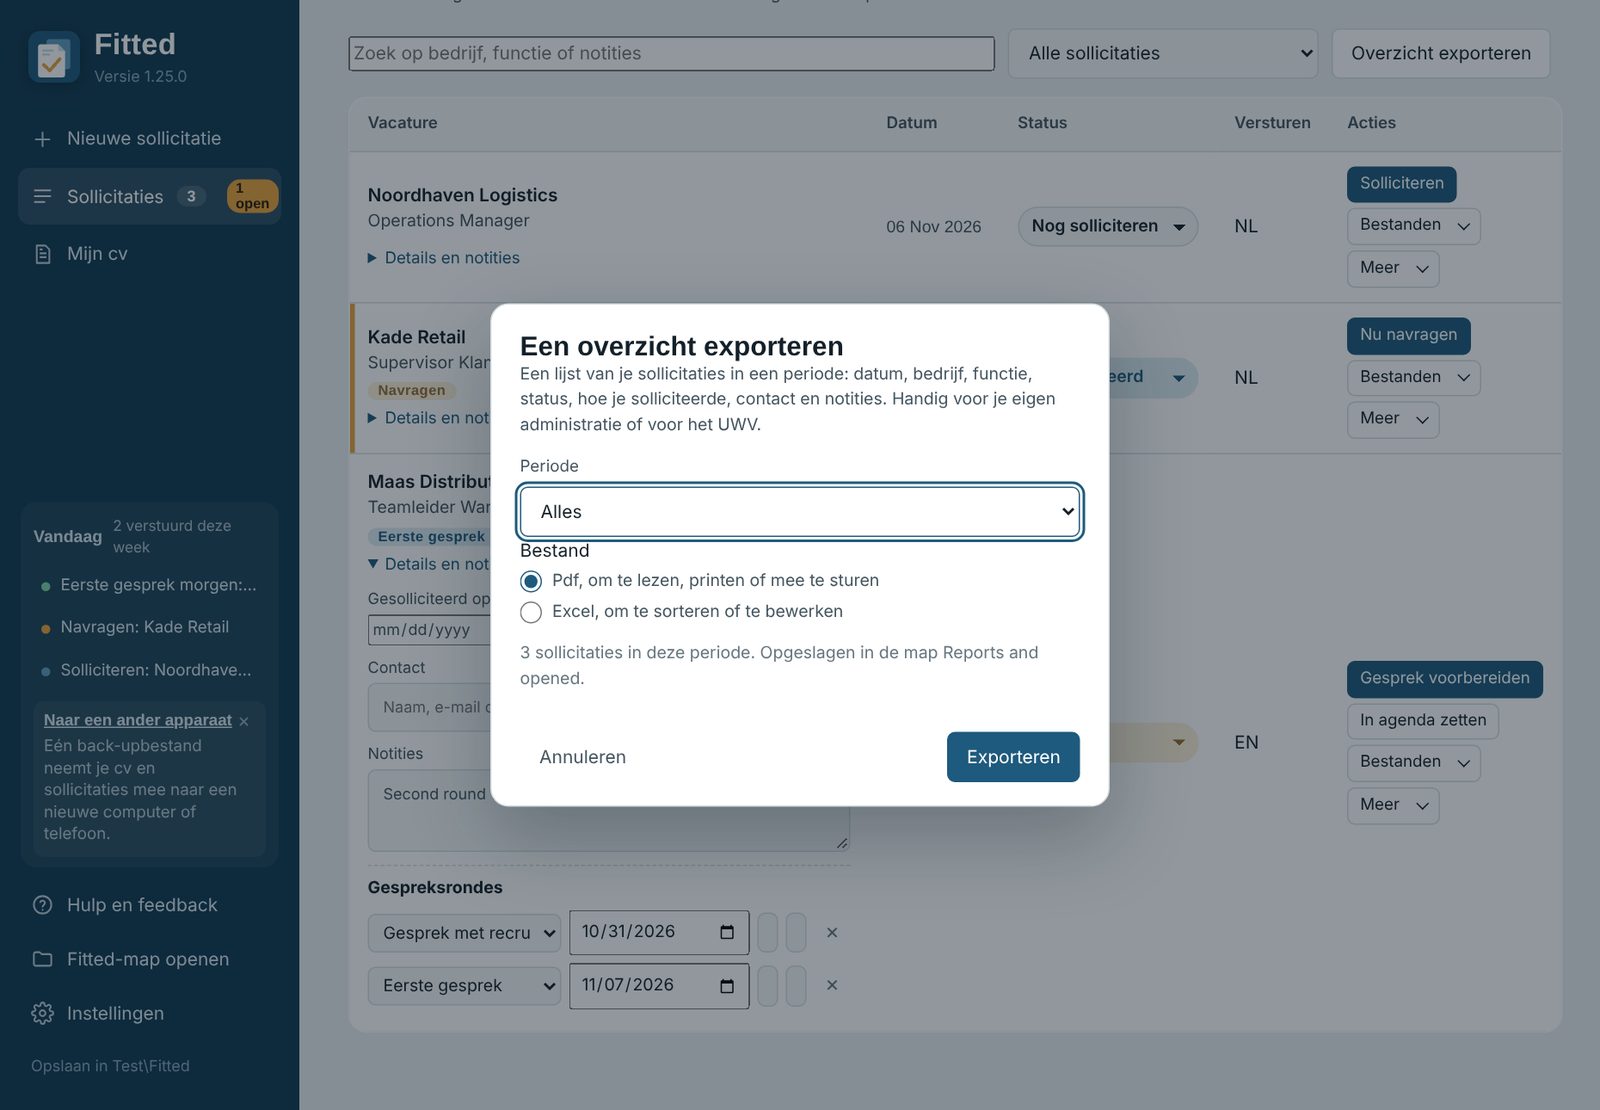 Fitted
Versie 1.25.0
Nieuwe sollicitatie
Sollicitaties 3 1 open
Mijn cv
Vandaag 2 verstuurd deze week
Eerste gesprek morgen:...
Navragen: Kade Retail
Solliciteren: Noordhave...
Naar een ander apparaat ×
Eén back-upbestand
neemt je cv en
sollicitaties mee naar een
nieuwe computer of
telefoon.
Hulp en feedback
Fitted-map openen
Instellingen
Opslaan in Test\Fitted
Zoek op bedrijf, functie of notities
Alle sollicitaties
Overzicht exporteren
Vacature Datum Status Versturen Acties
Noordhaven Logistics
Operations Manager
Details en notities
06 Nov 2026
Nog solliciteren
NL
Solliciteren
Bestanden
Meer
Kade Retail
Supervisor Klan
Navragen
Details en not
eerd
NL
Nu navragen
Bestanden
Meer
Maas Distribut
Teamleider War
Eerste gesprek
Details en not
Gesolliciteerd op
mm/dd/yyyy
Contact
Naam, e-mail o
Notities
Second round
EN
Gesprek voorbereiden
In agenda zetten
Bestanden
Meer
Gespreksrondes
Gesprek met recru 10/31/2026 ×
Eerste gesprek 11/07/2026 ×
Een overzicht exporteren
Een lijst van je sollicitaties in een periode: datum, bedrijf, functie,
status, hoe je solliciteerde, contact en notities. Handig voor je eigen
administratie of voor het UWV.
Periode
Alles
Bestand
Pdf, om te lezen, printen of mee te sturen
Excel, om te sorteren of te bewerken
3 sollicitaties in deze periode. Opgeslagen in de map Reports and
opened.
Annuleren
Exporteren